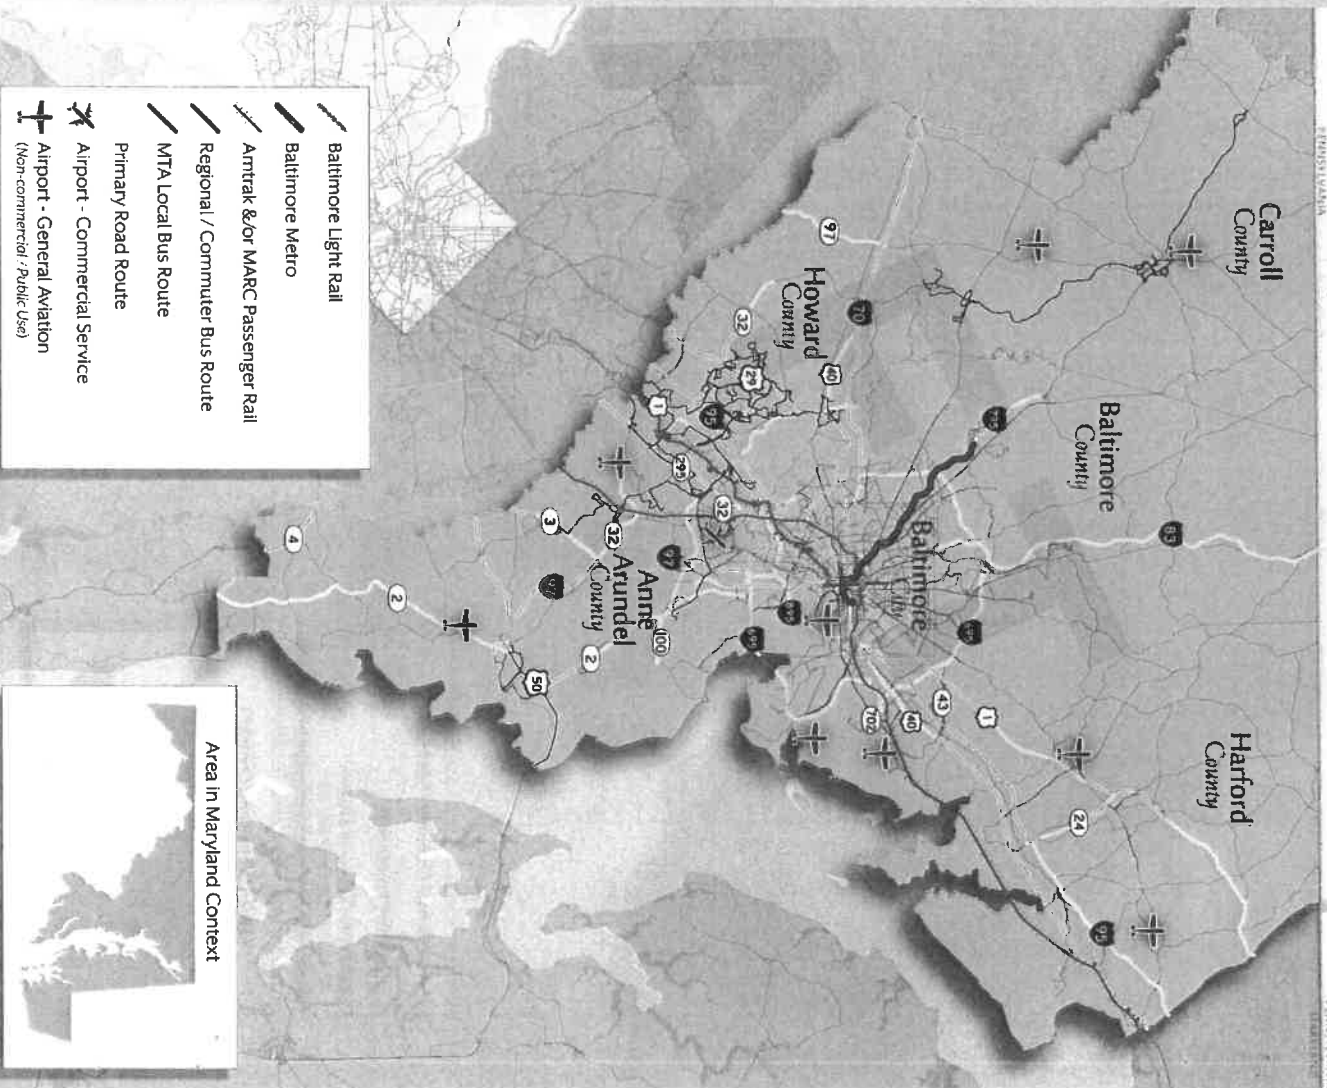 PENNSYLVANIA
Carroll
County
Baltimore
County
Harford
County
Howard
County
Baltimore
City
Anne
Arundel
County
97
70
32
40
29
95
1
295
32
3
32
97
97
100
2
50
2
4
83
43
1
40
702
24
95
Baltimore Light Rail
Baltimore Metro
Amtrak &/or MARC Passenger Rail
Regional / Commuter Bus Route
MTA Local Bus Route
Primary Road Route
Airport - Commercial Service
Airport - General Aviation
(Non-commercial / Public Use)
Area in Maryland Context